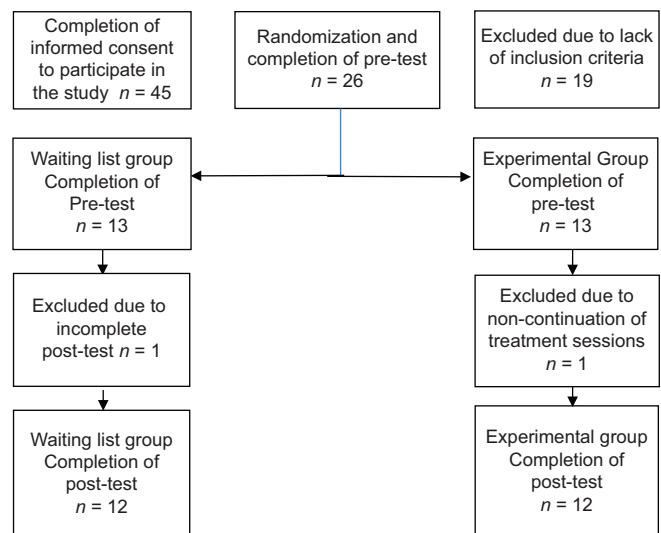 Completion of
informed consent
to participate in
the study n = 45
Randomization and
completion of pre-test
n = 26
Excluded due to lack
of inclusion criteria
n = 19
Waiting list group
Completion of
Pre-test
n = 13
Experimental Group
Completion of
pre-test
n = 13
Excluded due to
incomplete
post-test n = 1
Excluded due to
non-continuation of
treatment sessions
n = 1
Waiting list group
Completion of
post-test
n = 12
Experimental group
Completion of
post-test
n = 12